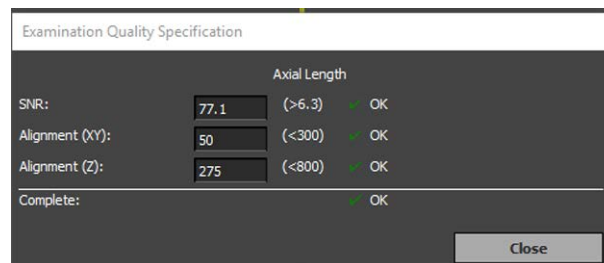 Examination Quality Specification
Axial Length
SNR: 77.1 (>6.3) ✓ OK
Alignment (XY): 50 (<300) ✓ OK
Alignment (Z): 275 (<800) ✓ OK
Complete: ✓ OK
Close